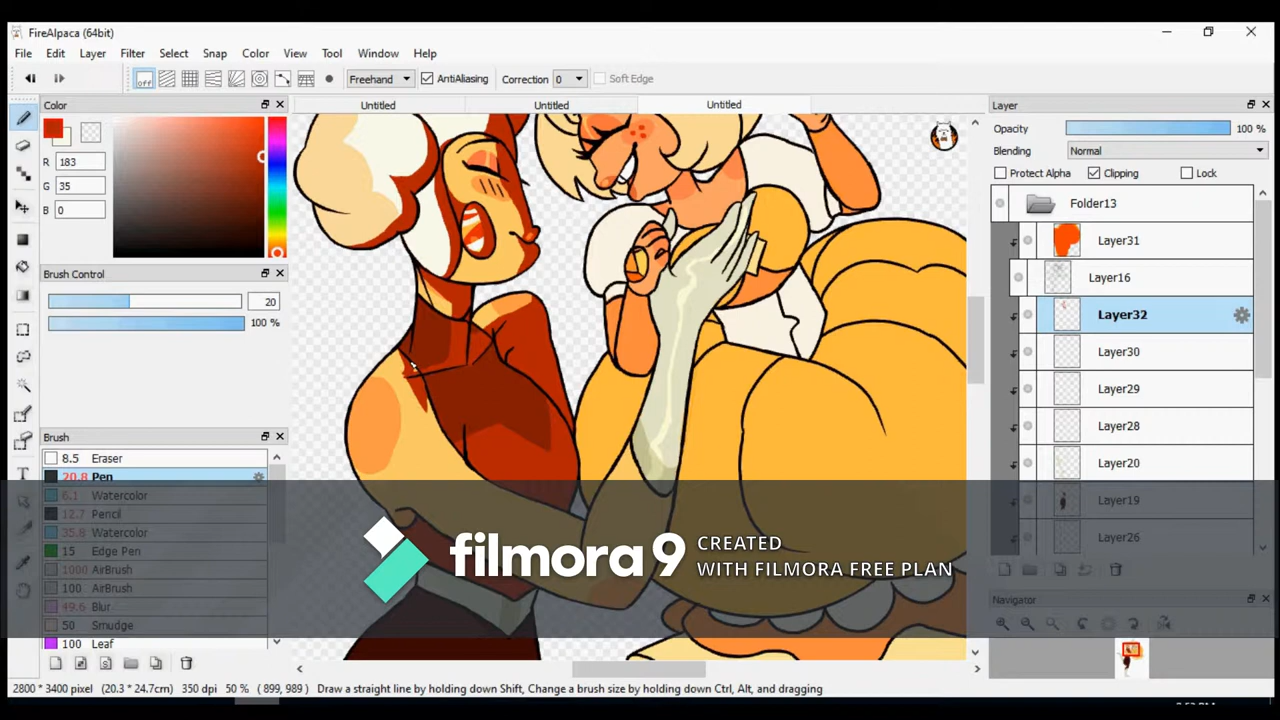 FireAlpaca (64bit)
File Edit Layer Filter Select Snap Color View Tool Window Help
off Freehand AntiAliasing Correction 0 Soft Edge
Color
R 183
G 35
B 0
Brush Control
20
100 %
Brush
8.5 Eraser
20.8 Pen
6.1 Watercolor
12.7 Pencil
35.8 Watercolor
15 Edge Pen
1000 AirBrush
100 AirBrush
49.6 Blur
58 Smudge
100 Leaf
Untitled Untitled Untitled
Layer
Opacity 100 %
Blending Normal
Protect Alpha Clipping Lock
Folder13
Layer31
Layer16
Layer32
Layer30
Layer29
Layer28
Layer20
Layer19
Layer26
Navigator
filmora 9 CREATED
WITH FILMORA FREE PLAN
2800 * 3400 pixel (20.3 * 24.7cm) 350 dpi 50 % ( 899, 989 ) Draw a straight line by holding down Shift, Change a brush size by holding down Ctrl, Alt, and dragging